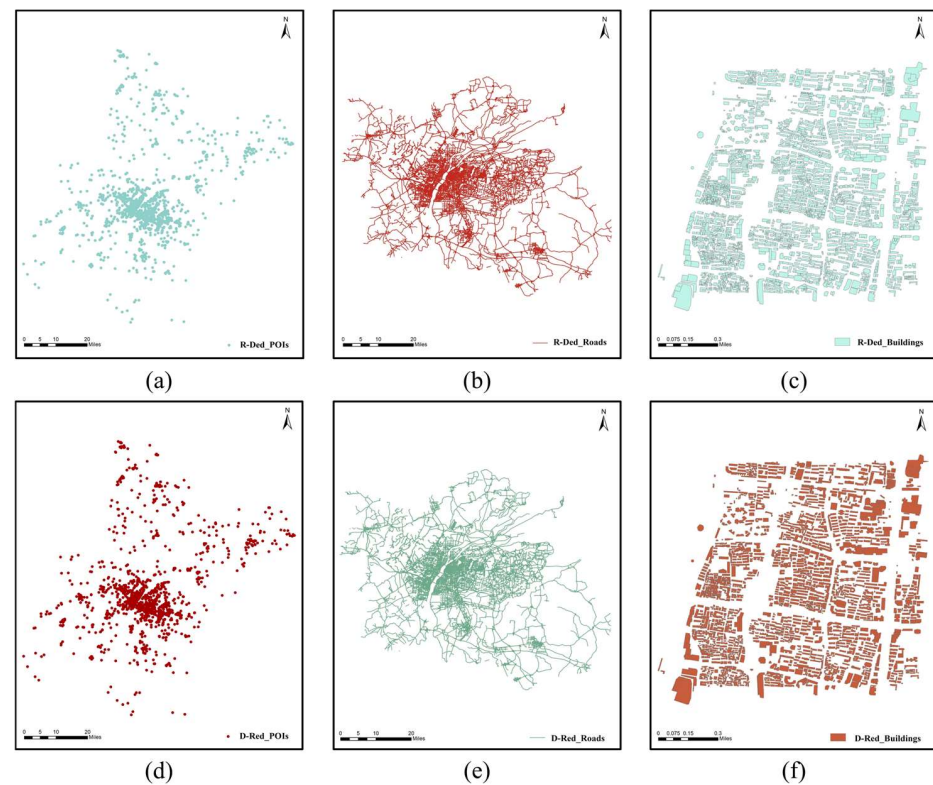 N
0 5 10 20
Miles
R-Ded_POIs
(a)
N
0 5 10 20
Miles
R-Ded_Roads
(b)
N
0 0.075 0.15 0.3
Miles
R-Ded_Buildings
(c)
N
0 5 10 20
Miles
D-Red_POIs
(d)
N
0 5 10 20
Miles
D-Red_Roads
(e)
N
0 0.075 0.15 0.3
Miles
D-Red_Buildings
(f)